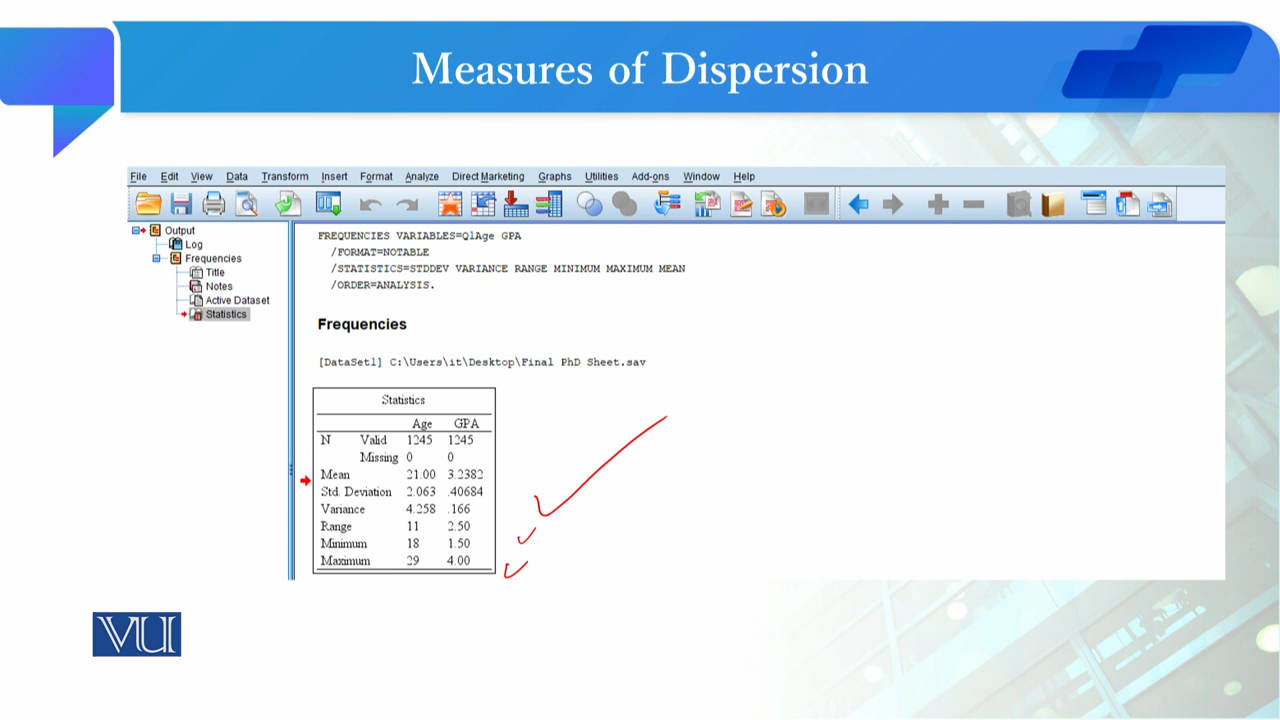 Measures of Dispersion
File Edit View Data Transform Insert Format Analyze Direct Marketing Graphs Utilities Add-ons Window Help
Output
Log
Frequencies
Title
Notes
Active Dataset
Statistics
FREQUENCIES VARIABLES=Q1Age GPA
/FORMAT=NOTABLE
/STATISTICS=STDDEV VARIANCE RANGE MINIMUM MAXIMUM MEAN
/ORDER=ANALYSIS.
Frequencies
[DataSet1] C:\Users\it\Desktop\Final PhD Sheet.sav
Statistics
Age GPA
N Valid 1245 1245
Missing 0 0
Mean 21.00 3.2382
Std. Deviation 2.063 .40684
Variance 4.258 .166
Range 11 2.50
Minimum 18 1.50
Maximum 29 4.00
VU